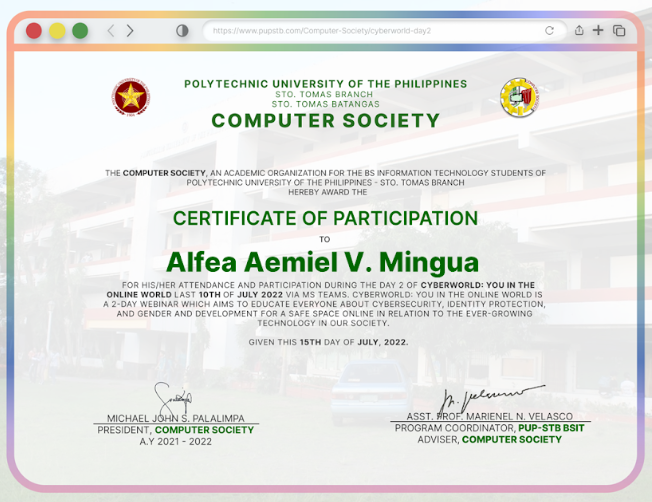 https://www.pupstb.com/Computer-Society/cyberworld-day2
POLYTECHNIC UNIVERSITY OF THE PHILIPPINES
STO. TOMAS BRANCH
STO. TOMAS BATANGAS
COMPUTER SOCIETY
THE COMPUTER SOCIETY, AN ACADEMIC ORGANIZATION FOR THE BS INFORMATION TECHNOLOGY STUDENTS OF
POLYTECHNIC UNIVERSITY OF THE PHILIPPINES - STO. TOMAS BRANCH
HEREBY AWARD THE
CERTIFICATE OF PARTICIPATION
TO
Alfea Aemiel V. Mingua
FOR HIS/HER ATTENDANCE AND PARTICIPATION DURING THE DAY 2 OF CYBERWORLD: YOU IN THE
ONLINE WORLD LAST 10TH OF JULY 2022 VIA MS TEAMS. CYBERWORLD: YOU IN THE ONLINE WORLD IS
A 2-DAY WEBINAR WHICH AIMS TO EDUCATE EVERYONE ABOUT CYBERSECURITY, IDENTITY PROTECTION,
AND GENDER AND DEVELOPMENT FOR A SAFE SPACE ONLINE IN RELATION TO THE EVER-GROWING
TECHNOLOGY IN OUR SOCIETY.
GIVEN THIS 15TH DAY OF JULY, 2022.
MICHAEL JOHN S. PALALIMPA
PRESIDENT, COMPUTER SOCIETY
A.Y 2021 - 2022
ASST. PROF. MARIENEL N. VELASCO
PROGRAM COORDINATOR, PUP-STB BSIT
ADVISER, COMPUTER SOCIETY